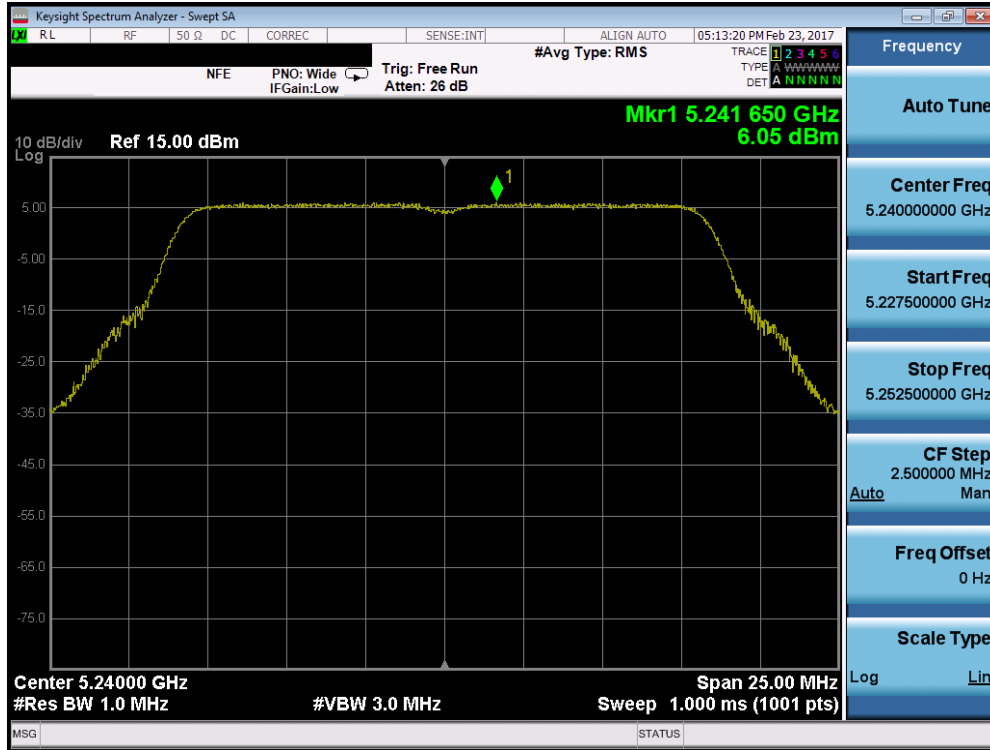 Keysight Spectrum Analyzer - Swept SA
LXI RL RF 50 Ω DC CORREC SENSE:INT ALIGN AUTO 05:13:20 PM Feb 23, 2017
NFE PNO: Wide IFGain:Low Trig: Free Run Atten: 26 dB #Avg Type: RMS
TRACE 1 2 3 4 5 6
TYPE A WWWWW
DET A N N N N N
Mkr1 5.241 650 GHz
6.05 dBm
10 dB/div Ref 15.00 dBm
Log
1
5.00
-5.00
-15.0
-25.0
-35.0
-45.0
-55.0
-65.0
-75.0
Center 5.24000 GHz Span 25.00 MHz
#Res BW 1.0 MHz #VBW 3.0 MHz Sweep 1.000 ms (1001 pts)
MSG STATUS
Frequency
Auto Tune
Center Freq
5.240000000 GHz
Start Freq
5.227500000 GHz
Stop Freq
5.252500000 GHz
CF Step
2.500000 MHz
Auto Man
Freq Offset
0 Hz
Scale Type
Log Lin